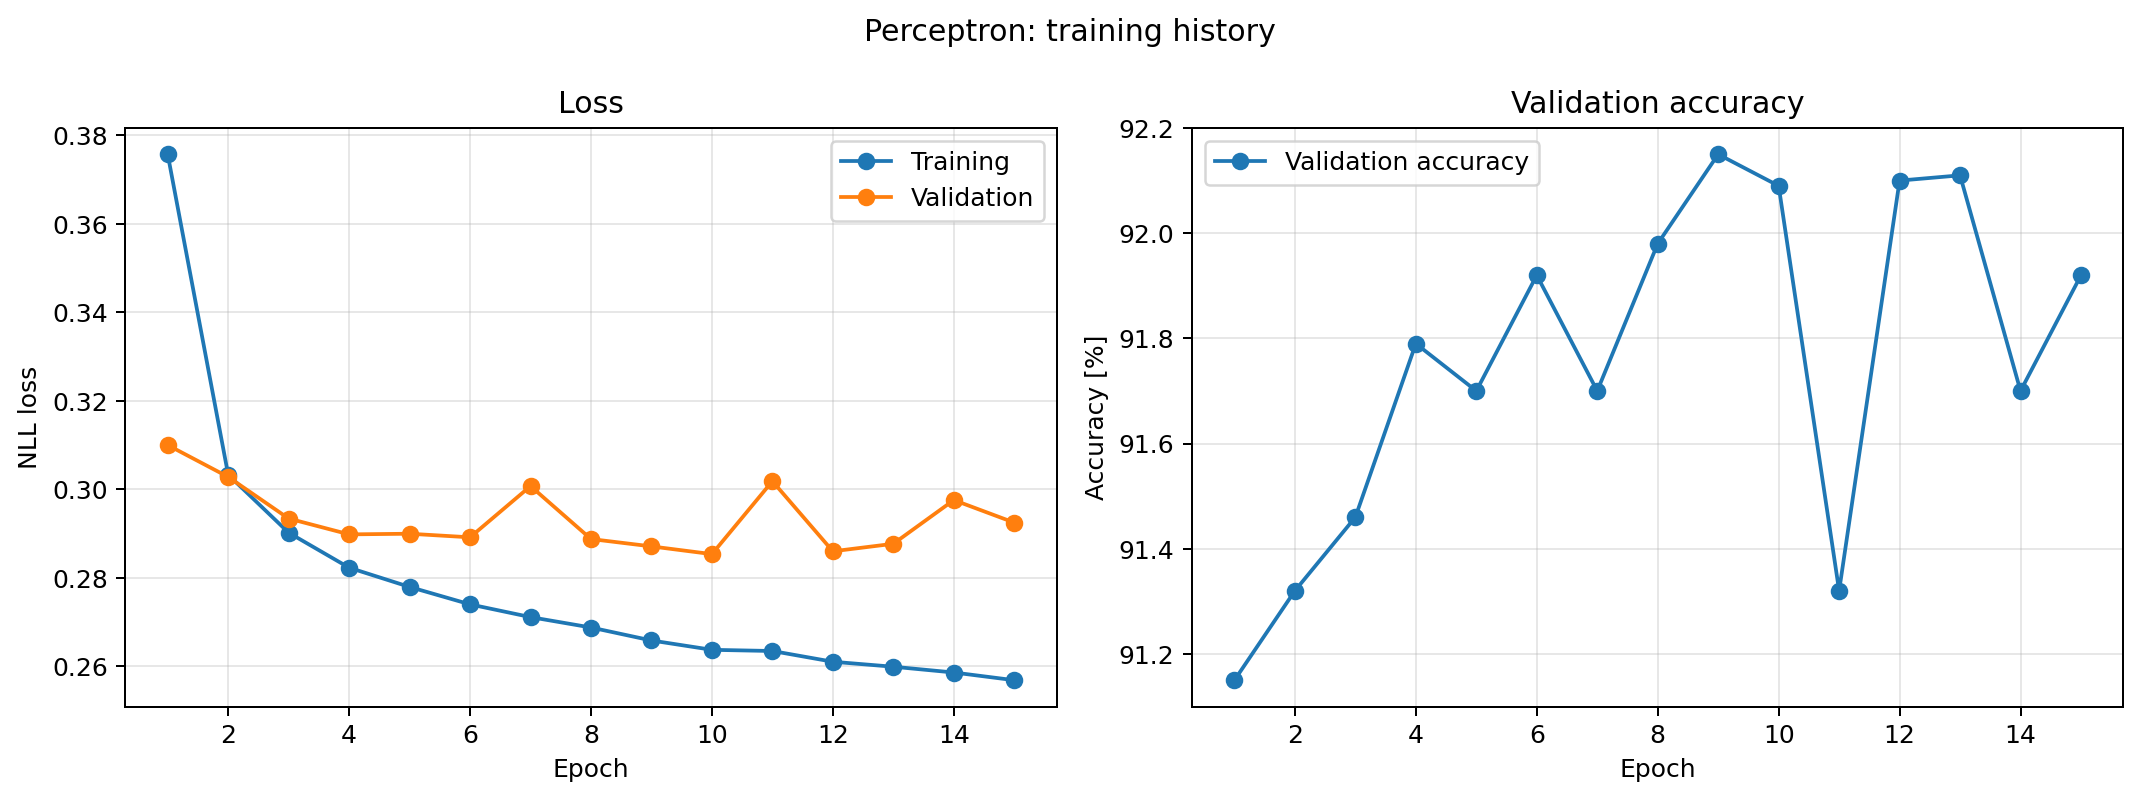 Perceptron: training history
Loss
NLL loss
0.38
0.36
0.34
0.32
0.30
0.28
0.26
Training
Validation
2 4 6 8 10 12 14
Epoch
Validation accuracy
Accuracy [%]
92.2
92.0
91.8
91.6
91.4
91.2
Validation accuracy
2 4 6 8 10 12 14
Epoch